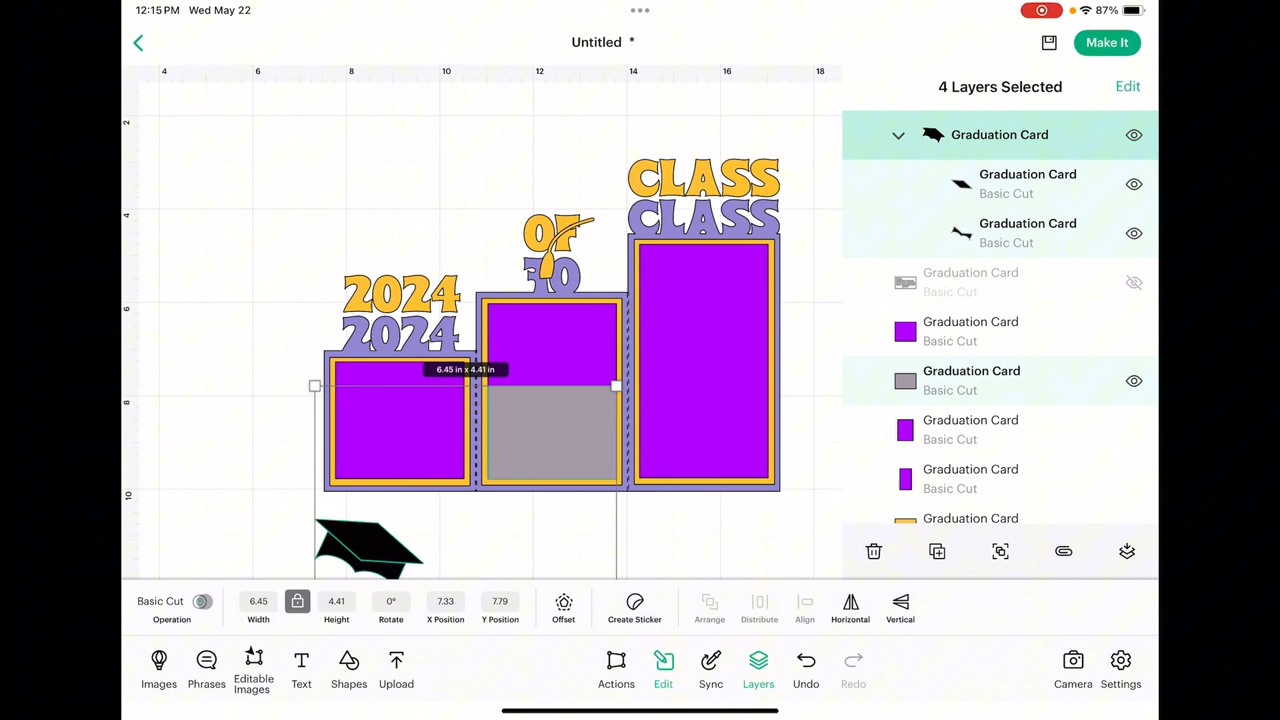 12:15 PM Wed May 22
87%
Untitled *
Make It
4 6 8 10 12 14 16 18
2
4
6
8
10
4 Layers Selected
Edit
Graduation Card
Graduation Card
Basic Cut
Graduation Card
Basic Cut
Graduation Card
Basic Cut
Graduation Card
Basic Cut
Graduation Card
Basic Cut
Graduation Card
Basic Cut
Graduation Card
Basic Cut
Graduation Card
CLASS
CLASS
OF
2024
2024
6.45 in x 4.41 in
Basic Cut
Operation
6.45
Width
4.41
Height
0°
Rotate
7.33
X Position
7.79
Y Position
Offset
Create Sticker
Arrange
Distribute
Align
Horizontal
Vertical
Images
Phrases
Editable
Images
Text
Shapes
Upload
Actions
Edit
Sync
Layers
Undo
Redo
Camera
Settings